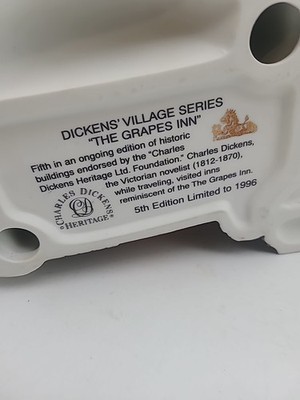 DICKENS' VILLAGE SERIES
"THE GRAPES INN"
Fifth in an ongoing edition of historic
buildings endorsed by the "Charles
Dickens Heritage Ltd. Foundation." Charles Dickens,
the Victorian novelist (1812-1870),
while traveling, visited inns
reminiscent of The Grapes Inn.
5th Edition Limited to 1996
CHARLES DICKENS
CD
HERITAGE